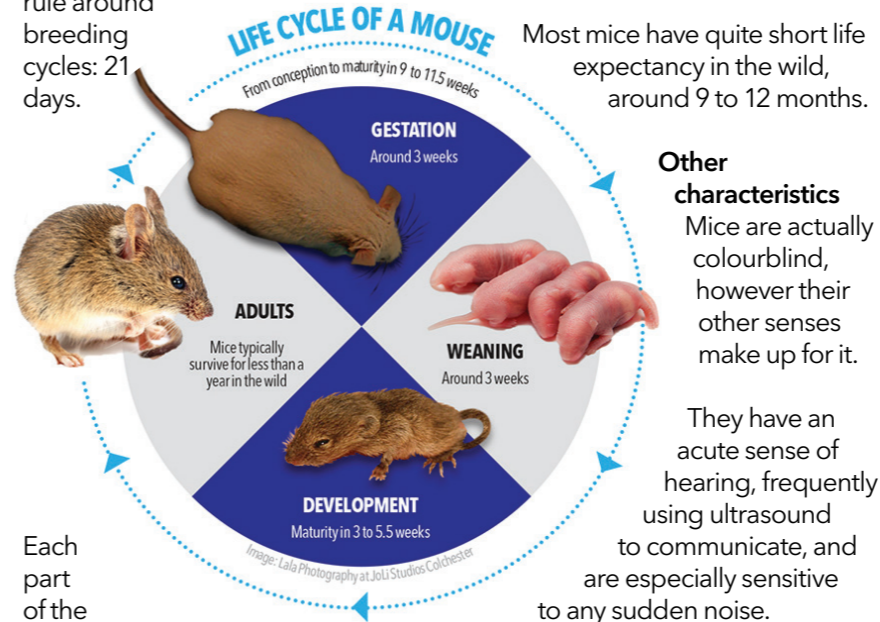 rule around
breeding
cycles: 21
days.
LIFE CYCLE OF A MOUSE
From conception to maturity in 9 to 11.5 weeks
GESTATION
Around 3 weeks
WEANING
Around 3 weeks
DEVELOPMENT
Maturity in 3 to 5.5 weeks
ADULTS
Mice typically
survive for less than a
year in the wild
Image: Lala Photography at JoLi Studios Colchester
Each
part
of the
Most mice have quite short life
expectancy in the wild,
around 9 to 12 months.
Other
characteristics
Mice are actually
colourblind,
however their
other senses
make up for it.
They have an
acute sense of
hearing, frequently
using ultrasound
to communicate, and
are especially sensitive
to any sudden noise.